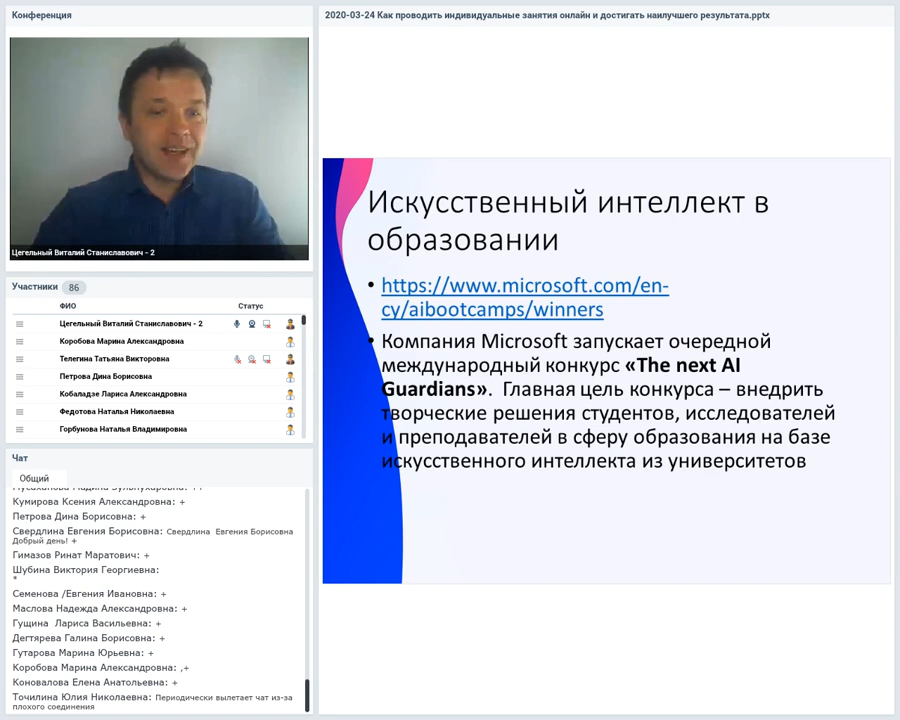 Конференция
Цегельный Виталий Станиславович - 2
Участники 86
ФИО Статус
Цегельный Виталий Станиславович - 2
Коробова Марина Александровна
Телегина Татьяна Викторовна
Петрова Дина Борисовна
Кобаладзе Лариса Александровна
Федотова Наталья Николаевна
Горбунова Наталья Владимировна
Чат
Общий
Кумирова Ксения Александровна: +
Петрова Дина Борисовна: +
Свердлина Евгения Борисовна: Свердлина Евгения Борисовна
Добрый день! +
Гимазов Ринат Маратович: +
Шубина Виктория Георгиевна:
*
Семенова /Евгения Ивановна: +
Маслова Надежда Александровна: +
Гущина Лариса Васильевна: +
Дегтярева Галина Борисовна: +
Гутарова Марина Юрьевна: +
Коробова Марина Александровна: ,+
Коновалова Елена Анатольевна: +
Точилина Юлия Николаевна: Периодически вылетает чат из-за
плохого соединения
2020-03-24 Как проводить индивидуальные занятия онлайн и достигать наилучшего результата.pptx
Искусственный интеллект в
образовании
• https://www.microsoft.com/en-
cy/aibootcamps/winners
• Компания Microsoft запускает очередной
международный конкурс «The next AI
Guardians». Главная цель конкурса – внедрить
творческие решения студентов, исследователей
и преподавателей в сферу образования на базе
искусственного интеллекта из университетов